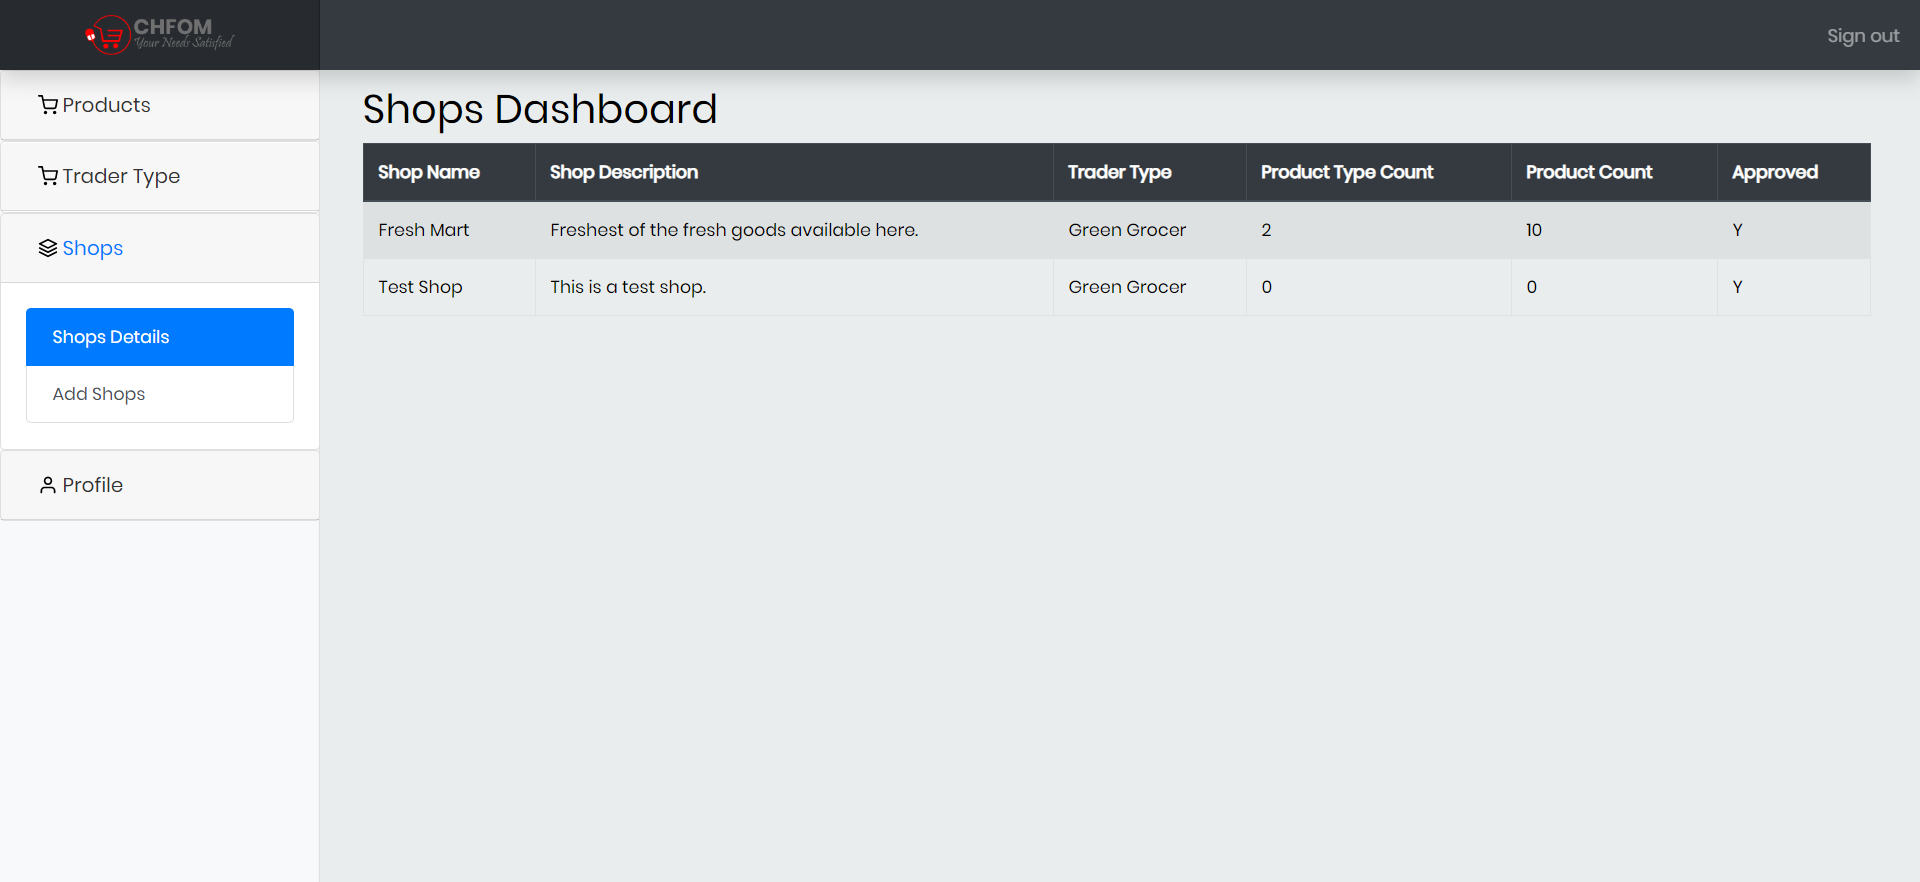 CHFOM
Your Needs Satisfied
Sign out
Products
Trader Type
Shops
Shops Details
Add Shops
Profile
Shops Dashboard
Shop Name Shop Description Trader Type Product Type Count Product Count Approved
Fresh Mart Freshest of the fresh goods available here. Green Grocer 2 10 Y
Test Shop This is a test shop. Green Grocer 0 0 Y